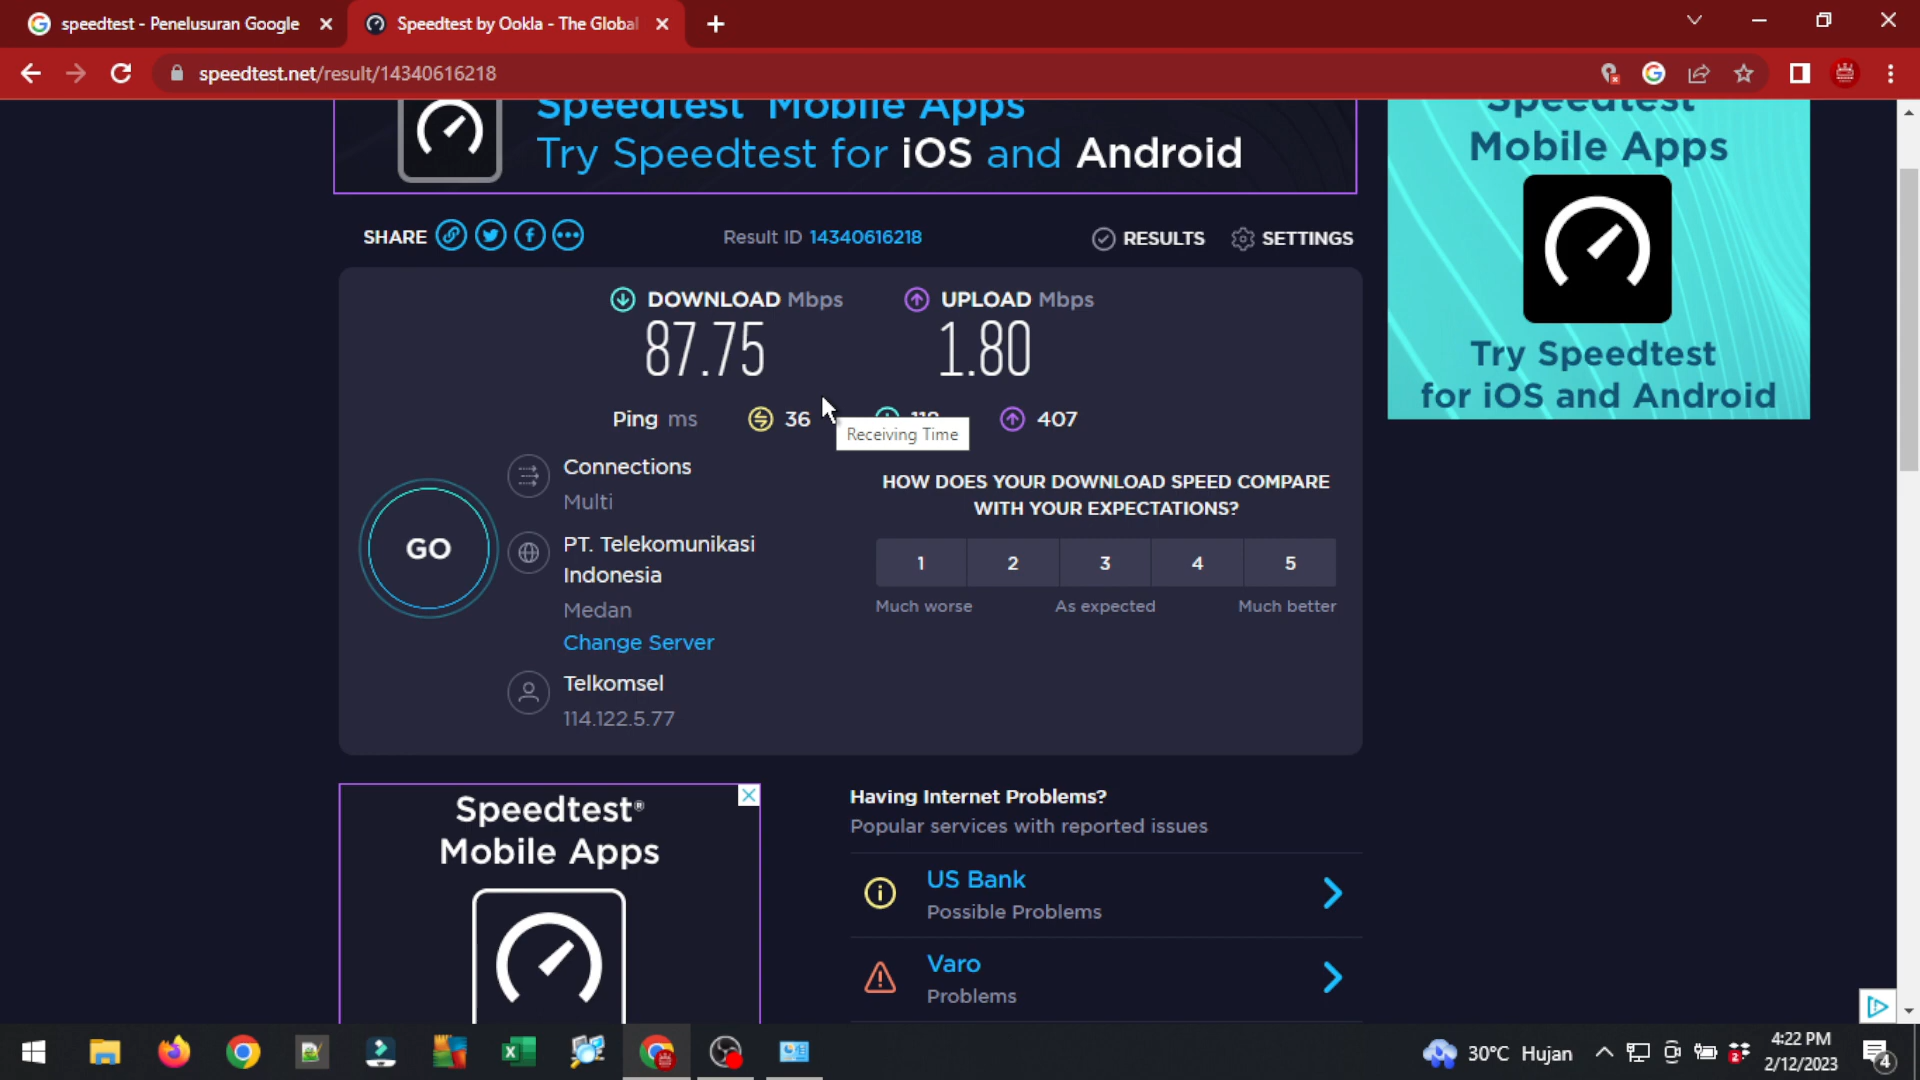 speedtest - Penelusuran Google
Speedtest by Ookla - The Global
speedtest.net/result/14340616218
Speedtest Mobile Apps
Try Speedtest for iOS and Android
Speedtest
Mobile Apps
Try Speedtest
for iOS and Android
SHARE
Result ID 14340616218
RESULTS
SETTINGS
DOWNLOAD Mbps
87.75
UPLOAD Mbps
1.80
Ping ms
36
407
Receiving Time
GO
Connections
Multi
PT. Telekomunikasi
Indonesia
Medan
Change Server
Telkomsel
114.122.5.77
HOW DOES YOUR DOWNLOAD SPEED COMPARE
WITH YOUR EXPECTATIONS?
1 2 3 4 5
Much worse As expected Much better
Speedtest®
Mobile Apps
Having Internet Problems?
Popular services with reported issues
US Bank
Possible Problems
Varo
Problems
30°C Hujan
4:22 PM
2/12/2023
2
4